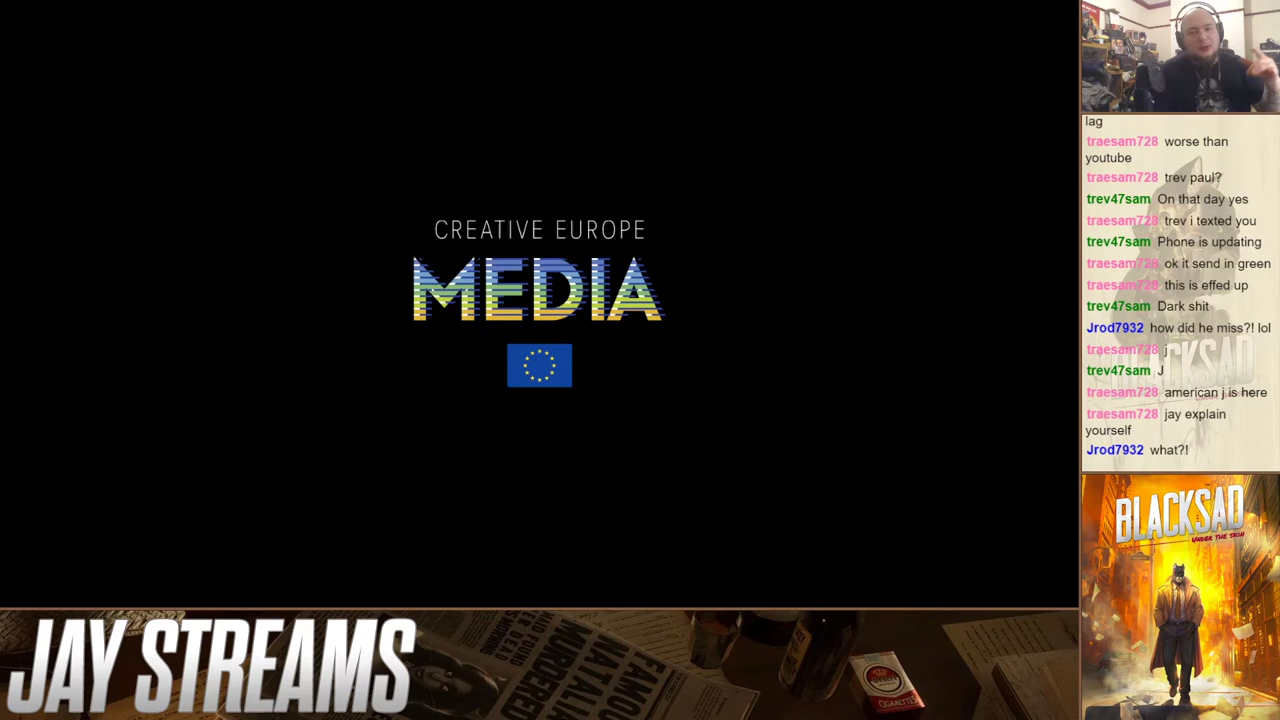 CREATIVE EUROPE
MEDIA
lag
traesam728 worse than
youtube
traesam728 trev paul?
trev47sam On that day yes
traesam728 trev i texted you
trev47sam Phone is updating
traesam728 ok it send in green
traesam728 this is effed up
trev47sam Dark shit
Jrod7932 how did he miss?! lol
traesam728 j
trev47sam J
traesam728 american j is here
traesam728 jay explain
yourself
Jrod7932 what?!
BLACKSAD
UNDER THE SKIN
JAY STREAMS
MURDERED
CIGARETTES